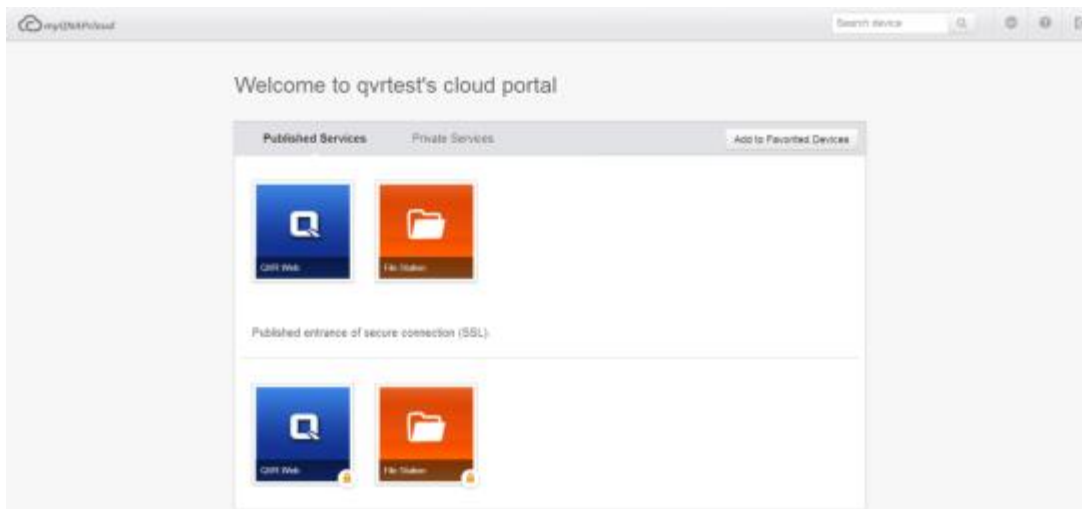 myQNAPcloud
Search device
Welcome to qvrtest's cloud portal
Published Services
Private Services
Add to Favorited Devices
QVR Web
File Station
Published entrance of secure connection (SSL):
QVR Web
File Station